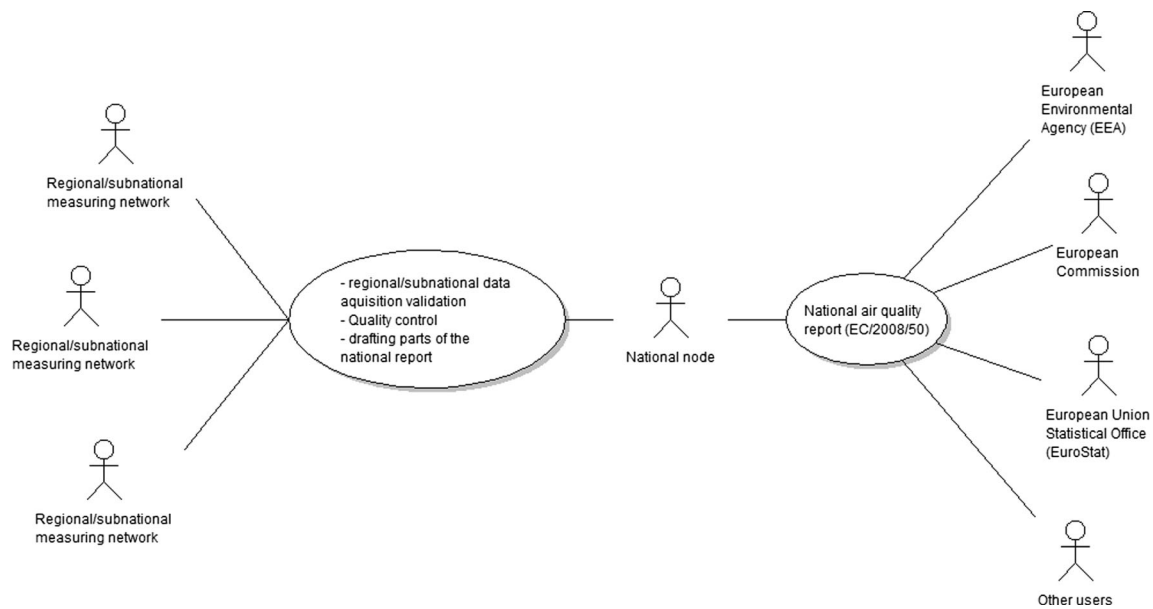 Regional/subnational
measuring network
Regional/subnational
measuring network
Regional/subnational
measuring network
- regional/subnational data
aquisition validation
- Quality control
- drafting parts of the
national report
National node
National air quality
report (EC/2008/50)
European
Environmental
Agency (EEA)
European
Commission
European Union
Statistical Office
(EuroStat)
Other users